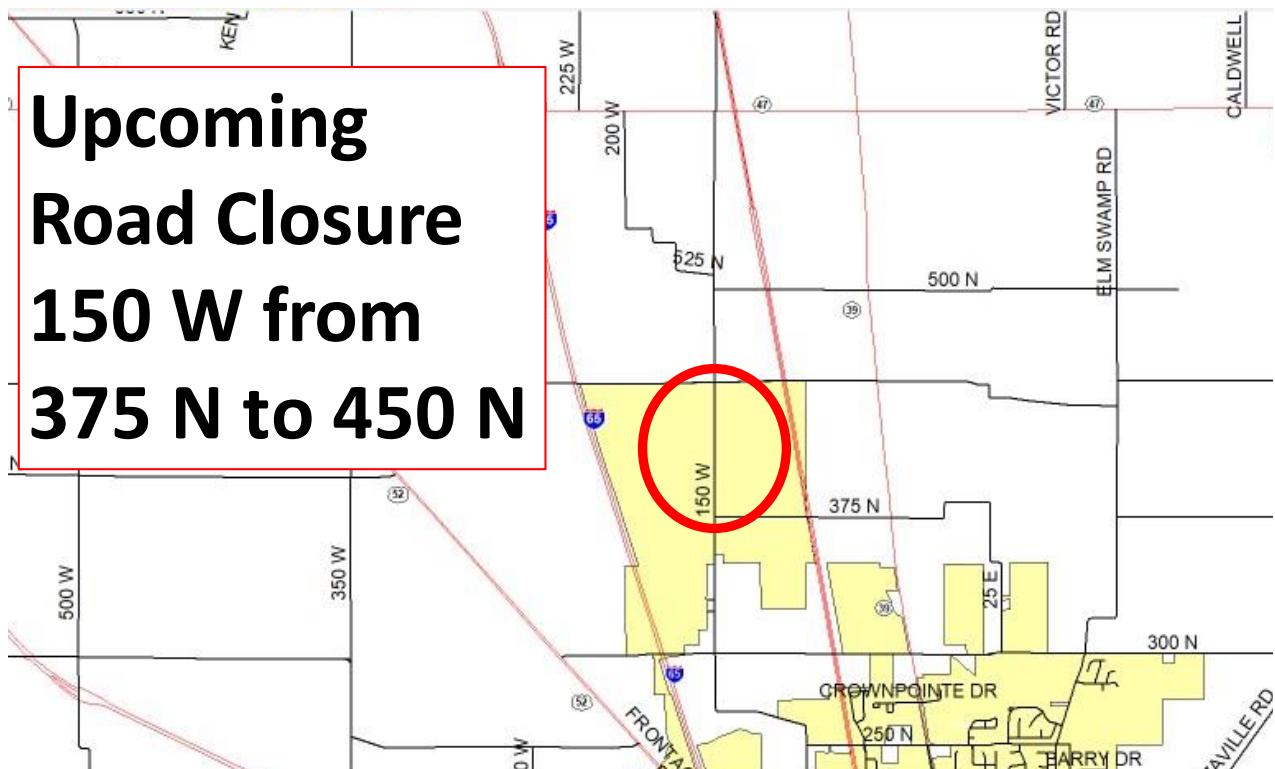 KEN
225 W
VICTOR RD
CALDWELL
47
47
200 W
Upcoming
Road Closure
150 W from
375 N to 450 N
ELM SWAMP RD
525 N
500 N
39
65
150 W
375 N
52
500 W
350 W
25 E
39
300 N
65
CROWNPOINTE DR
52
250 N
BARRY DR